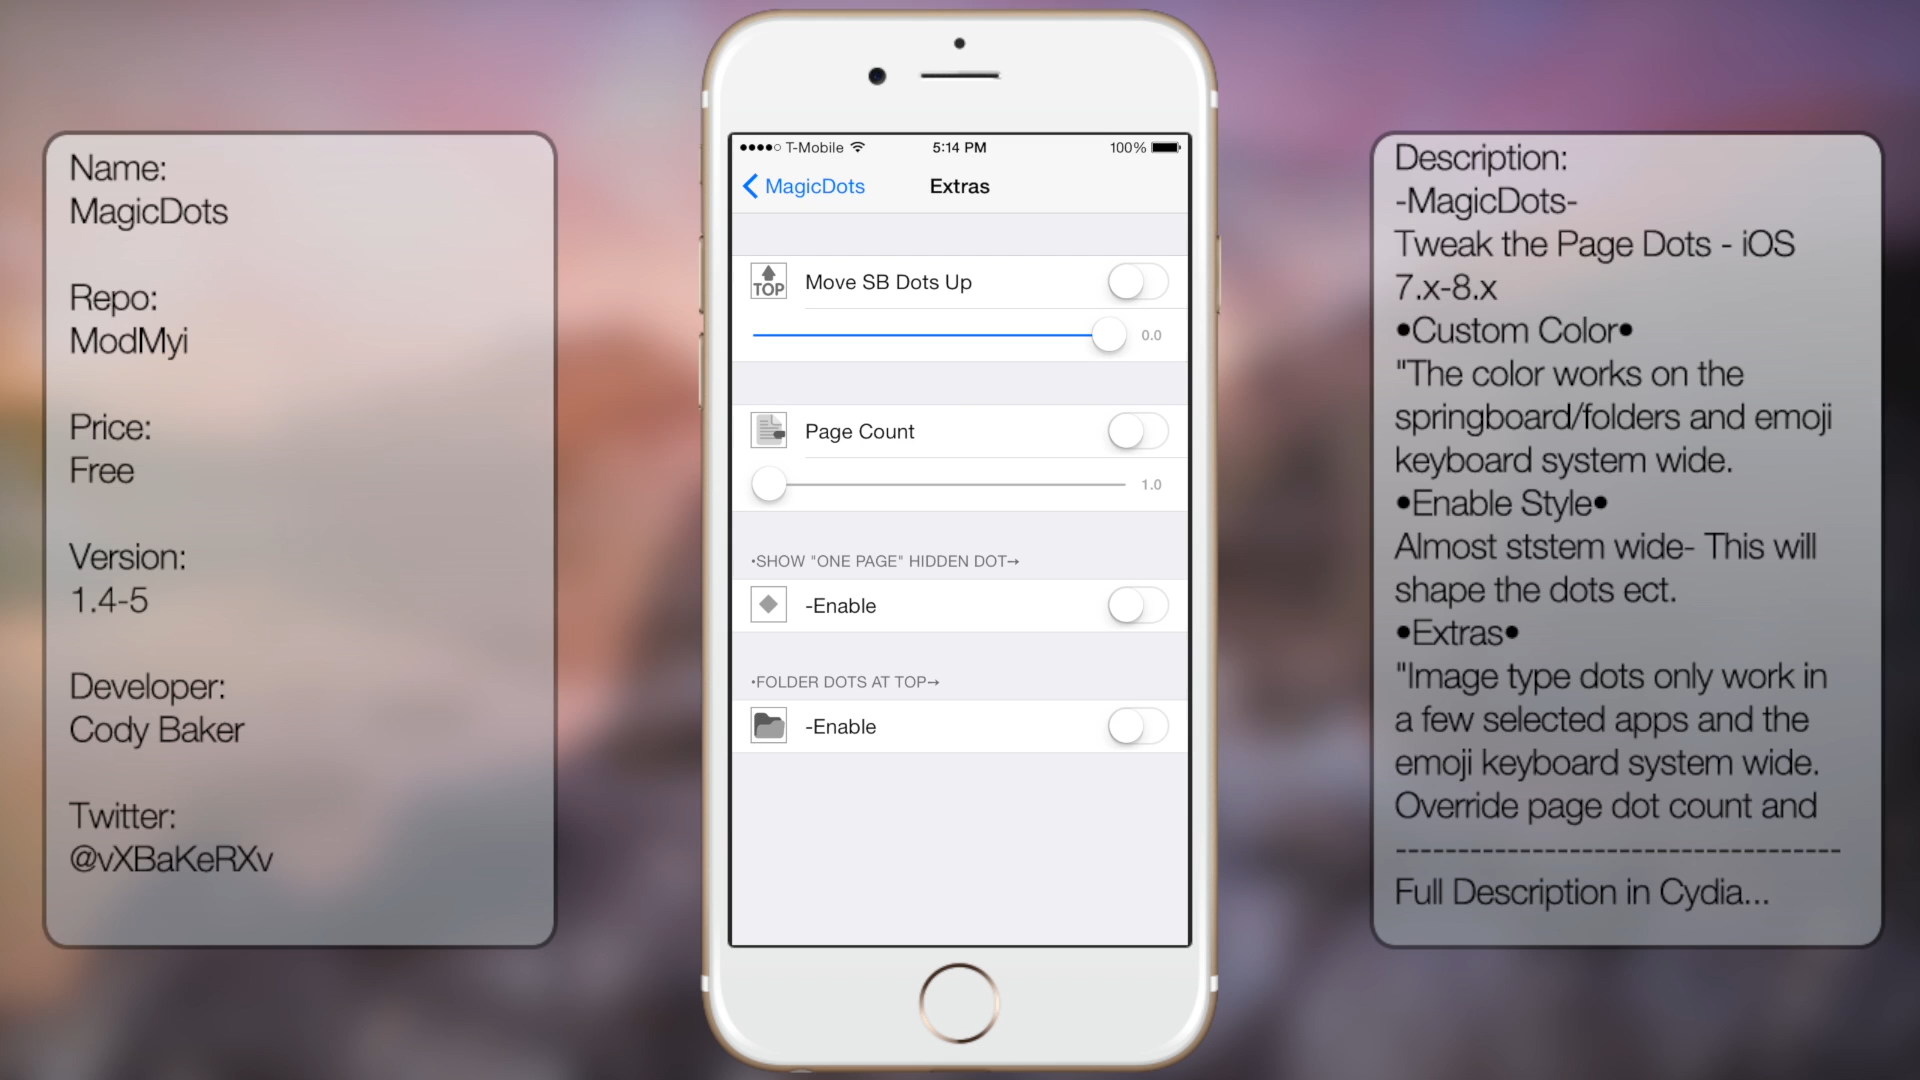 Name:
MagicDots
Repo:
ModMyi
Price:
Free
Version:
1.4-5
Developer:
Cody Baker
Twitter:
@vXBaKeRXv
T-Mobile 5:14 PM 100%
MagicDots Extras
TOP Move SB Dots Up
0.0
Page Count
1.0
•SHOW "ONE PAGE" HIDDEN DOT→
-Enable
•FOLDER DOTS AT TOP→
-Enable
Description:
-MagicDots-
Tweak the Page Dots - iOS
7.x-8.x
•Custom Color•
"The color works on the
springboard/folders and emoji
keyboard system wide.
•Enable Style•
Almost ststem wide- This will
shape the dots ect.
•Extras•
"Image type dots only work in
a few selected apps and the
emoji keyboard system wide.
Override page dot count and
------------------------------------
Full Description in Cydia...